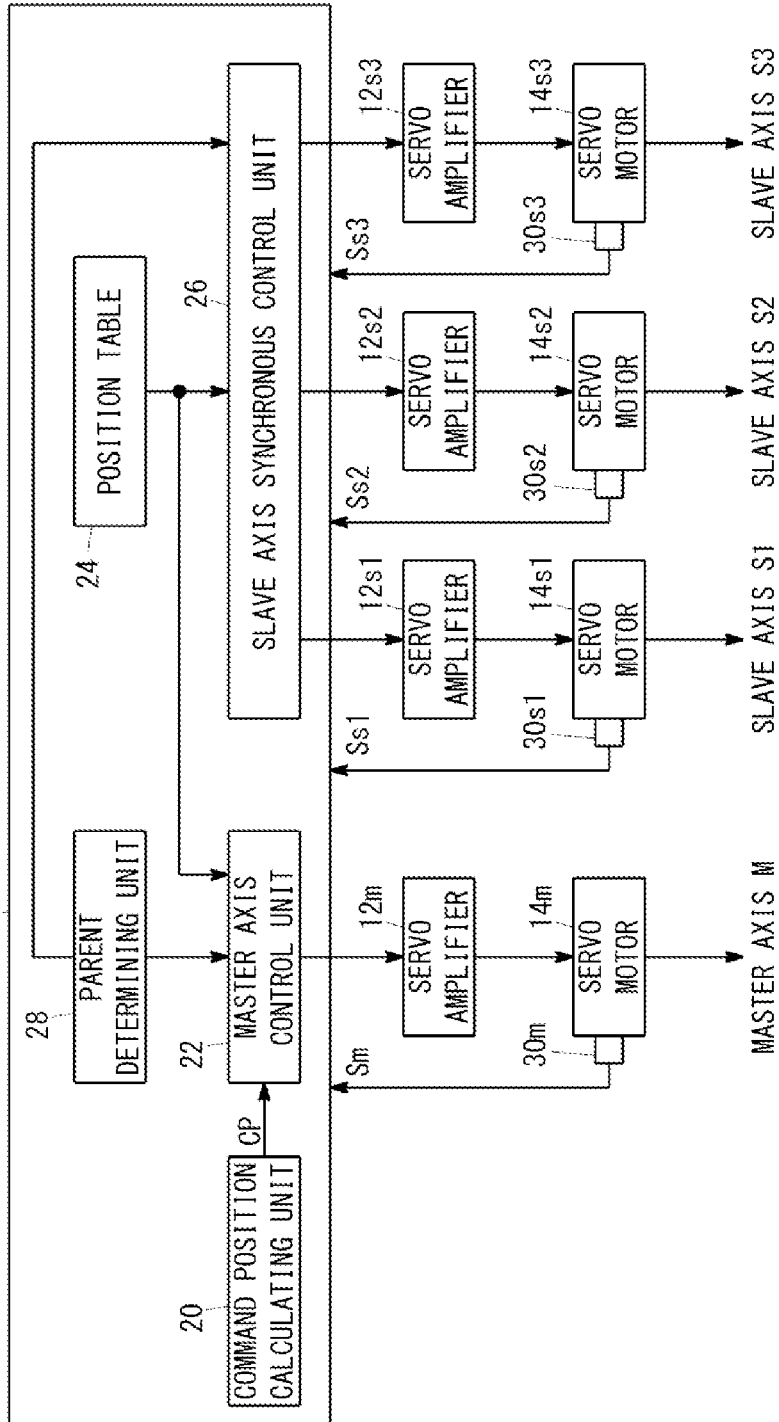 28
PARENT
DETERMINING UNIT
24
POSITION TABLE
20
COMMAND POSITION
CALCULATING UNIT
CP
22
MASTER AXIS
CONTROL UNIT
26
SLAVE AXIS SYNCHRONOUS CONTROL UNIT
Sm
Ss1
Ss2
Ss3
12m
SERVO
AMPLIFIER
12s1
SERVO
AMPLIFIER
12s2
SERVO
AMPLIFIER
12s3
SERVO
AMPLIFIER
30m
14m
SERVO
MOTOR
30s1
14s1
SERVO
MOTOR
30s2
14s2
SERVO
MOTOR
30s3
14s3
SERVO
MOTOR
MASTER AXIS M
SLAVE AXIS S1
SLAVE AXIS S2
SLAVE AXIS S3